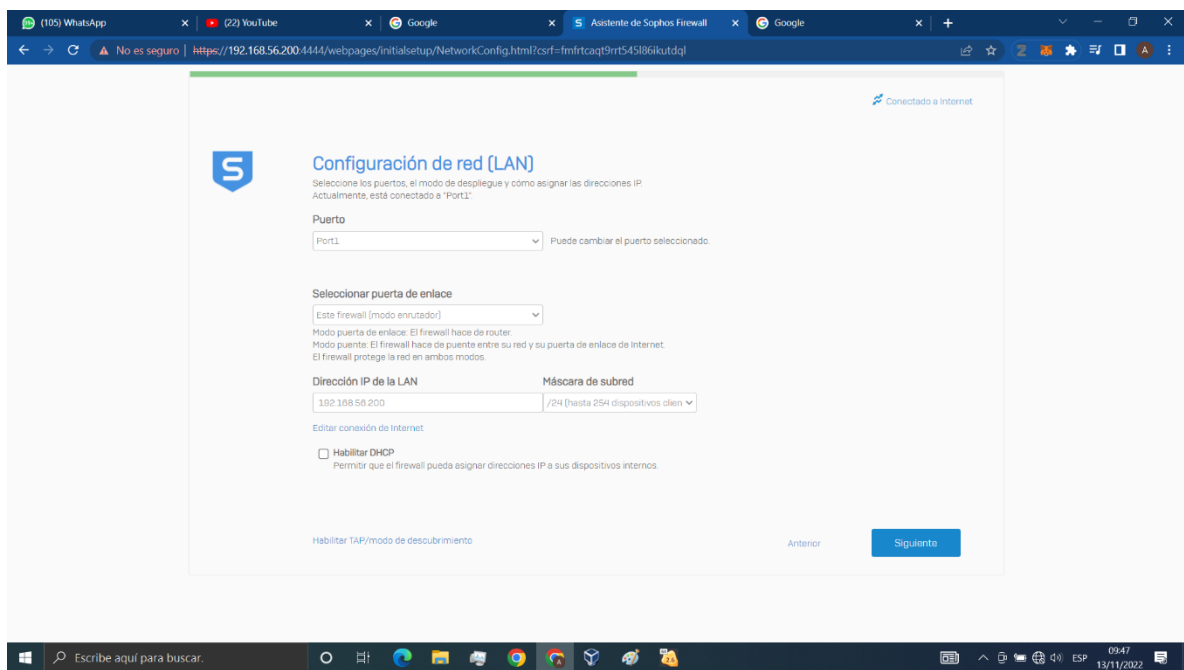 (105) WhatsApp
(22) YouTube
Google
Asistente de Sophos Firewall
Google
No es seguro
https://192.168.56.200:4444/webpages/initialsetup/NetworkConfig.html?csrf=fmfrtcaqt9rrt545l86ikutdql
Z
A
Conectado a Internet
S
Configuración de red (LAN)
Seleccione los puertos, el modo de despliegue y cómo asignar las direcciones IP.
Actualmente, está conectado a "Port1".
Puerto
Port1
Puede cambiar el puerto seleccionado.
Seleccionar puerta de enlace
Este firewall (modo enrutador)
Modo puerta de enlace: El firewall hace de router.
Modo puente: El firewall hace de puente entre su red y su puerta de enlace de Internet.
El firewall protege la red en ambos modos.
Dirección IP de la LAN
Máscara de subred
192.168.56.200
/24 (hasta 254 dispositivos clien
Editar conexión de Internet
Habilitar DHCP
Permitir que el firewall pueda asignar direcciones IP a sus dispositivos internos.
Habilitar TAP/modo de descubrimiento
Anterior
Siguiente
Escribe aquí para buscar.
ESP
09:47
13/11/2022